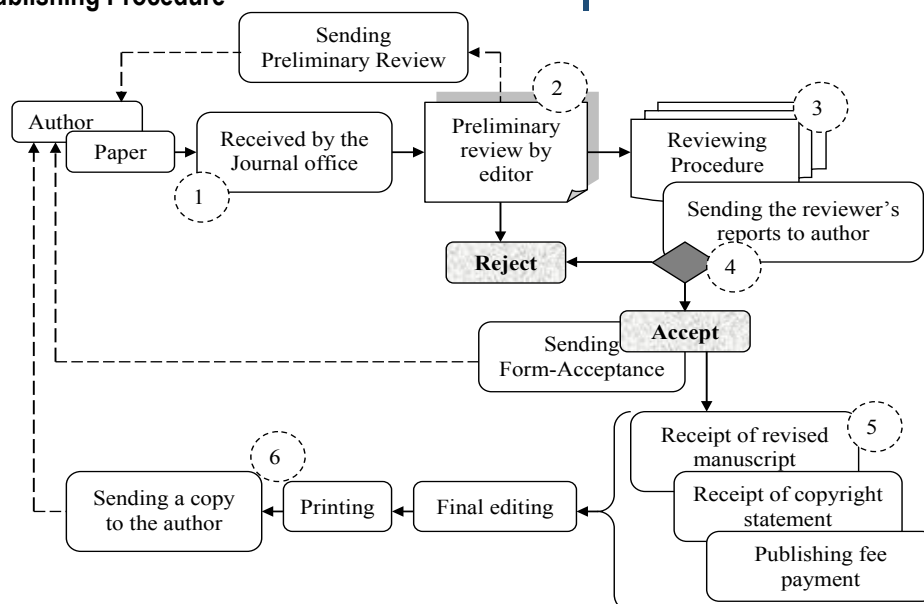 ublishing Procedure
Sending
Preliminary Review
Author
Paper
1
Received by the
Journal office
2
Preliminary
review by
editor
3
Reviewing
Procedure
Sending the reviewer's
reports to author
4
Reject
Accept
Sending
Form-Acceptance
5
Receipt of revised
manuscript
Receipt of copyright
statement
Publishing fee
payment
Final editing
Printing
6
Sending a copy
to the author